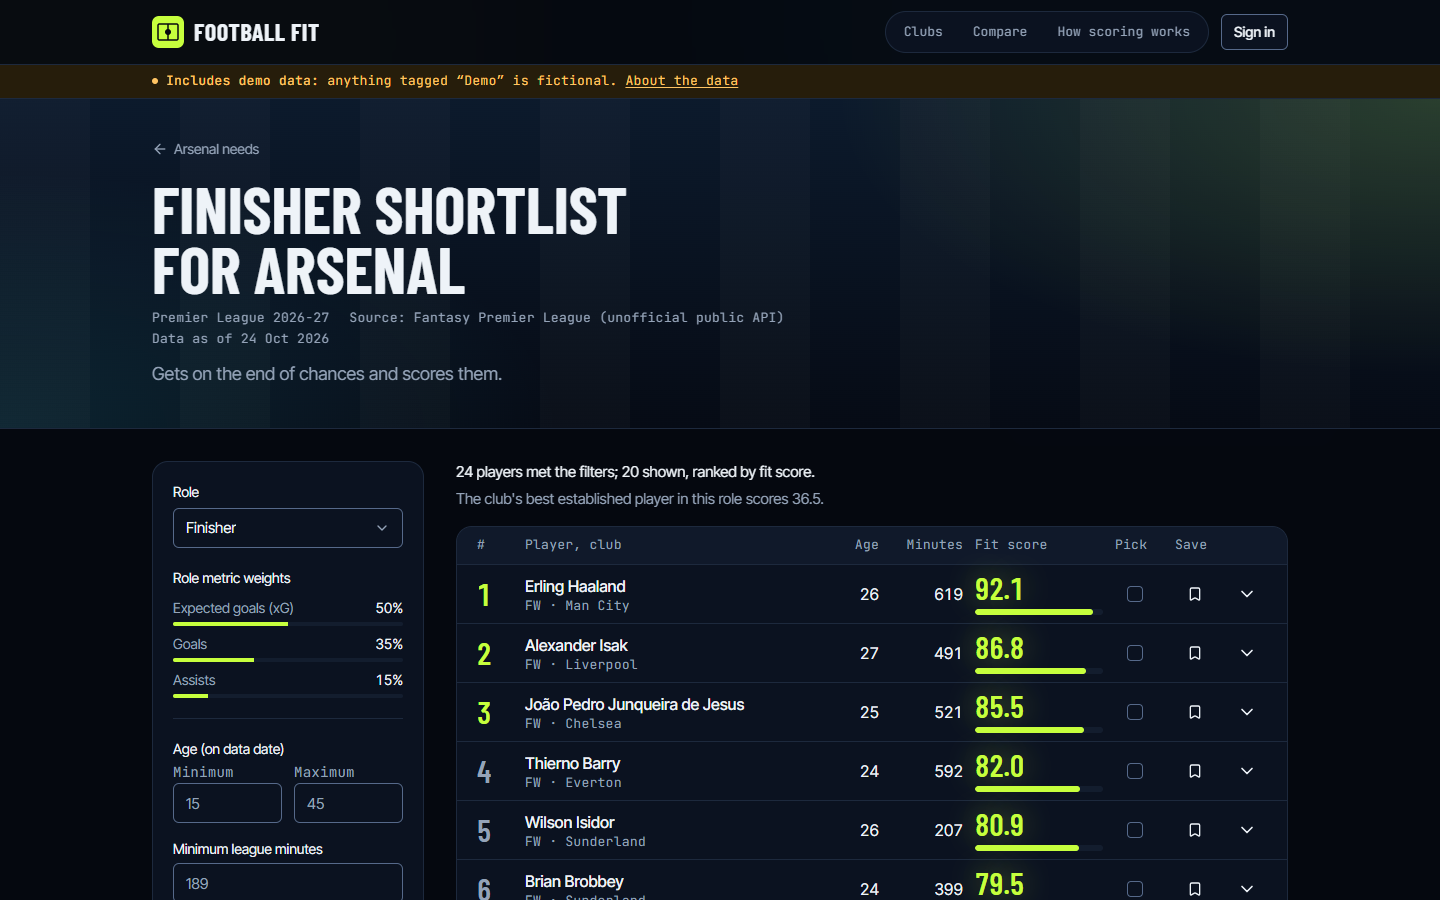 FOOTBALL FIT
Clubs Compare How scoring works Sign in
Includes demo data: anything tagged “Demo” is fictional. About the data
Arsenal needs
FINISHER SHORTLIST
FOR ARSENAL
Premier League 2026-27 Source: Fantasy Premier League (unofficial public API)
Data as of 24 Oct 2026
Gets on the end of chances and scores them.
Role
Finisher
Role metric weights
Expected goals (xG) 50%
Goals 35%
Assists 15%
Age (on data date)
Minimum Maximum
15 45
Minimum league minutes
189
24 players met the filters; 20 shown, ranked by fit score.
The club's best established player in this role scores 36.5.
# Player, club Age Minutes Fit score Pick Save
1 Erling Haaland 26 619 92.1
FW · Man City
2 Alexander Isak 27 491 86.8
FW · Liverpool
3 João Pedro Junqueira de Jesus 25 521 85.5
FW · Chelsea
4 Thierno Barry 24 592 82.0
FW · Everton
5 Wilson Isidor 26 207 80.9
FW · Sunderland
6 Brian Brobbey 24 399 79.5
FW · Sunderland